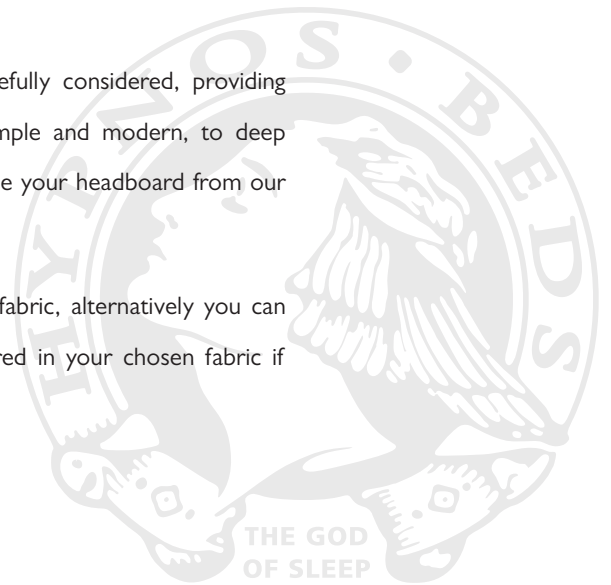 efully considered, providing
mple and modern, to deep
e your headboard from our
fabric, alternatively you can
red in your chosen fabric if
HYPNOS • BEDS
THE GOD
OF SLEEP